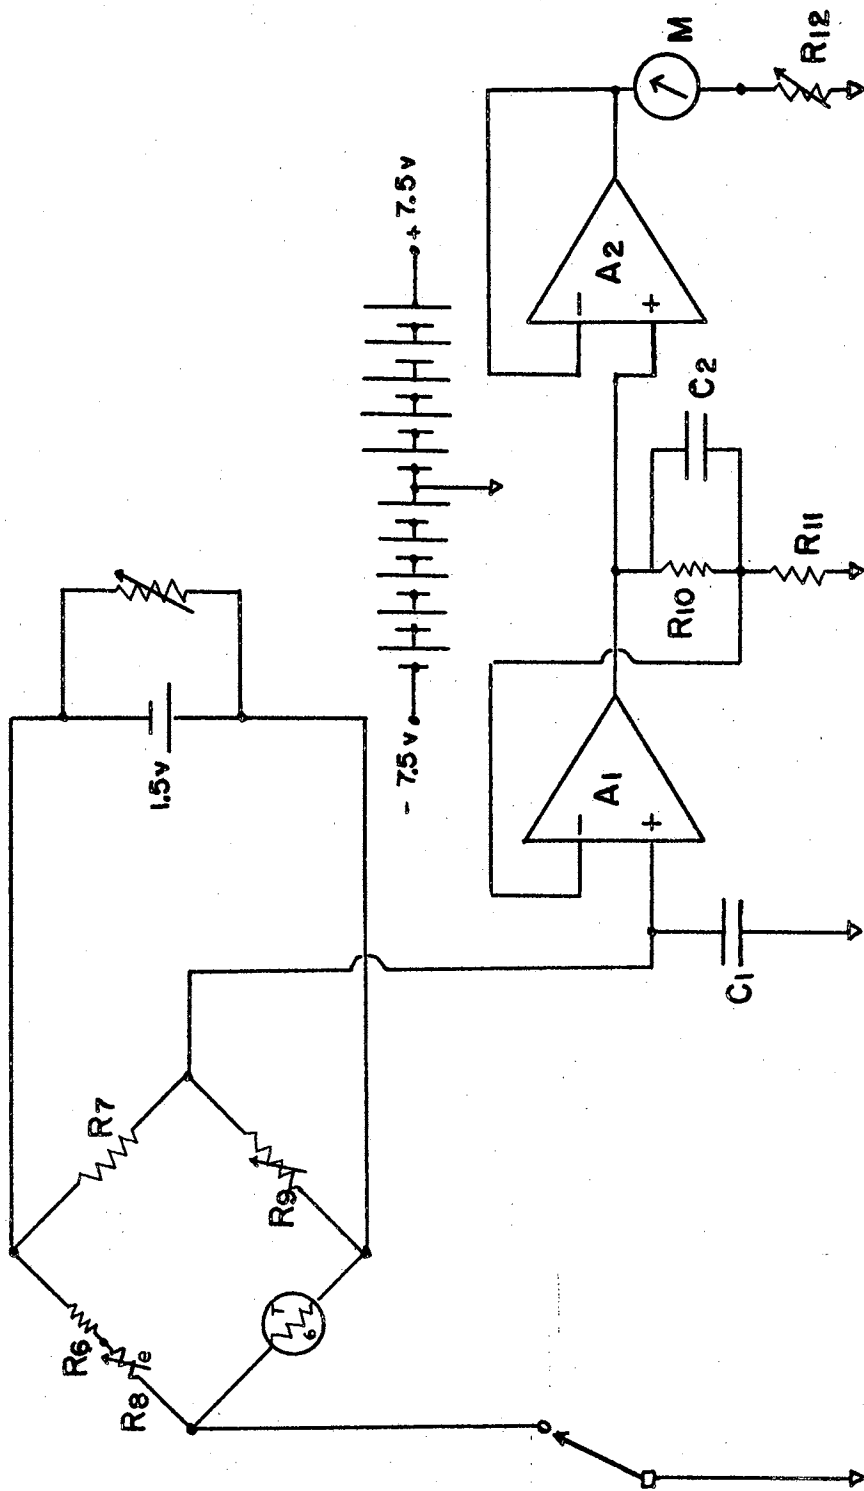 R6
R7
R8
e
1.5v
R9
T
6
- 7.5v
+ 7.5v
−
A1
+
−
A2
+
R10
C2
M
C1
R11
R12